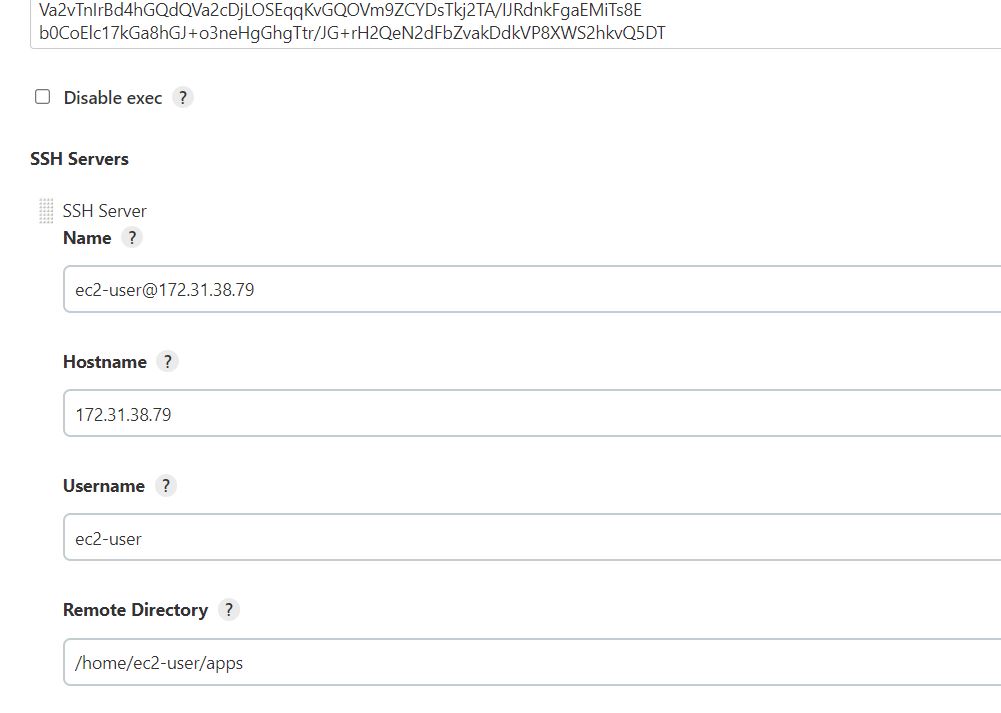 Va2vTnIrBd4hGQdQVa2cDjLOSEqqKvGQOVm9ZCYDsTkj2TA/IJRdnkFgaEMiTs8E
b0CoElc17kGa8hGJ+o3neHgGhgTtr/JG+rH2QeN2dFbZvakDdkVP8XWS2hkvQ5DT
Disable exec ?
SSH Servers
SSH Server
Name ?
ec2-user@172.31.38.79
Hostname ?
172.31.38.79
Username ?
ec2-user
Remote Directory ?
/home/ec2-user/apps